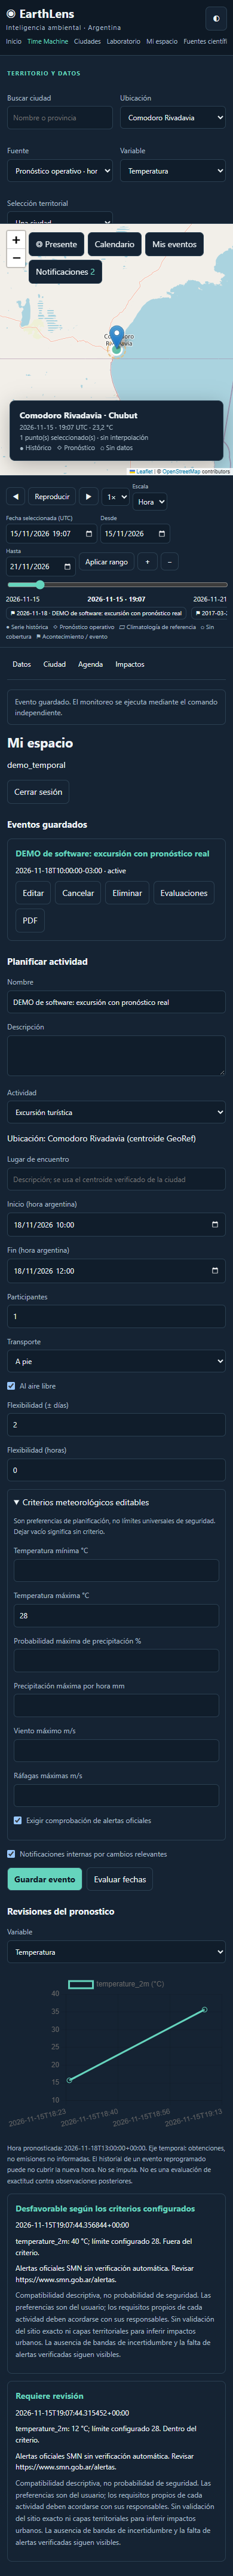 EarthLens
Inteligencia ambiental · Argentina
Inicio Time Machine Ciudades Laboratorio Mi espacio Fuentes científi
TERRITORIO Y DATOS
Buscar ciudad Ubicación
Nombre o provincia Comodoro Rivadavia
Fuente Variable
Pronóstico operativo · hor Temperatura
Selección territorial
Una ciudad
+ Presente Calendario Mis eventos
− Notificaciones 2
Comodoro Rivadavia
Comodoro Rivadavia · Chubut
2026-11-15 · 19:07 UTC · 23,2 °C
1 punto(s) seleccionado(s) · sin interpolación
● Histórico ◇ Pronóstico ○ Sin datos
Leaflet | © OpenStreetMap contributors
Escala
◀ Reproducir ▶ 1× Hora
Fecha seleccionada (UTC) Desde
15/11/2026 19:07 15/11/2026
Hasta
21/11/2026 Aplicar rango + −
2026-11-15 2026-11-15 · 19:07 2026-11-21
⚑ 2026-11-18 · DEMO de software: excursión con pronóstico real ⚑ 2017-03-
● Serie histórica ◇ Pronóstico operativo Climatología de referencia ○ Sin
cobertura ⚑ Acontecimiento / evento
Datos Ciudad Agenda Impactos
Evento guardado. El monitoreo se ejecuta mediante el comando
independiente.
Mi espacio
demo_temporal
Cerrar sesión
Eventos guardados
DEMO de software: excursión con pronóstico real
2026-11-18T10:00:00-03:00 · active
Editar Cancelar Eliminar Evaluaciones
PDF
Planificar actividad
Nombre
DEMO de software: excursión con pronóstico real
Descripción
Actividad
Excursión turística
Ubicación: Comodoro Rivadavia (centroide GeoRef)
Lugar de encuentro
Descripción; se usa el centroide verificado de la ciudad
Inicio (hora argentina)
18/11/2026 10:00
Fin (hora argentina)
18/11/2026 12:00
Participantes
1
Transporte
A pie
Al aire libre
Flexibilidad (± días)
2
Flexibilidad (horas)
0
▼ Criterios meteorológicos editables
Son preferencias de planificación, no límites universales de seguridad.
Dejar vacío significa sin criterio.
Temperatura mínima °C
Temperatura máxima °C
28
Probabilidad máxima de precipitación %
Precipitación máxima por hora mm
Viento máximo m/s
Ráfagas máximas m/s
Exigir comprobación de alertas oficiales
Notificaciones internas por cambios relevantes
Guardar evento Evaluar fechas
Revisiones del pronostico
Variable
Temperatura
temperature_2m (°C)
40
35
30
25
20
15
10
2026-11-15T18:23 2026-11-15T18:40 2026-11-15T18:56 2026-11-15T19:13
Hora pronosticada: 2026-11-18T13:00:00+00:00. Eje temporal: obtenciones,
no emisiones ni informadas. El historial de un evento reprogramado
puede no cubrir la nueva hora. No se imputa. No es una evaluación de
exactitud contra observaciones posteriores.
Desfavorable según los criterios configurados
2026-11-15T19:07:44.356844+00:00
temperature_2m: 40 °C; límite configurado 28. Fuera del
criterio.
Alertas oficiales SMN sin verificación automática. Revisar
https://www.smn.gob.ar/alertas.
Compatibilidad descriptiva, no probabilidad de seguridad. Las
preferencias son del usuario; los requisitos propios de cada
actividad deben acordarse con sus responsables. Sin validación
del sitio exacto ni capas territoriales para inferir impactos
urbanos. La ausencia de bandas de incertidumbre y la falta de
alertas verificadas siguen visibles.
Requiere revisión
2026-11-15T19:07:44.315452+00:00
temperature_2m: 12 °C; límite configurado 28. Dentro del
criterio.
Alertas oficiales SMN sin verificación automática. Revisar
https://www.smn.gob.ar/alertas.
Compatibilidad descriptiva, no probabilidad de seguridad. Las
preferencias son del usuario; los requisitos propios de cada
actividad deben acordarse con sus responsables. Sin validación
del sitio exacto ni capas territoriales para inferir impactos
urbanos. La ausencia de bandas de incertidumbre y la falta de
alertas verificadas siguen visibles.